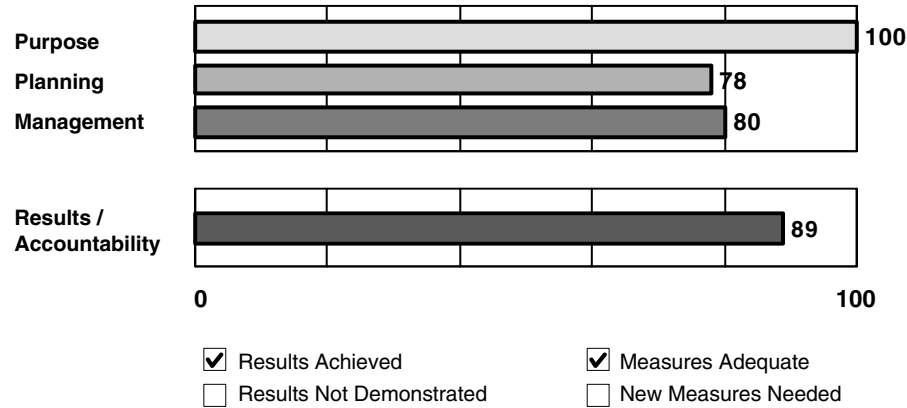 Purpose 100
Planning 78
Management 80
Results /
Accountability 89
0 100
Results Achieved Measures Adequate
Results Not Demonstrated New Measures Needed